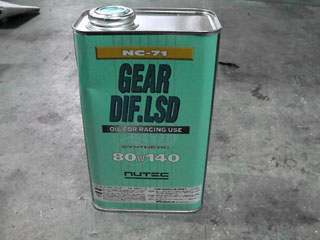 NC-71
GEAR
DIF.LSD
OIL FOR RACING USE
SYNTHETIC
80W140
NUTEC